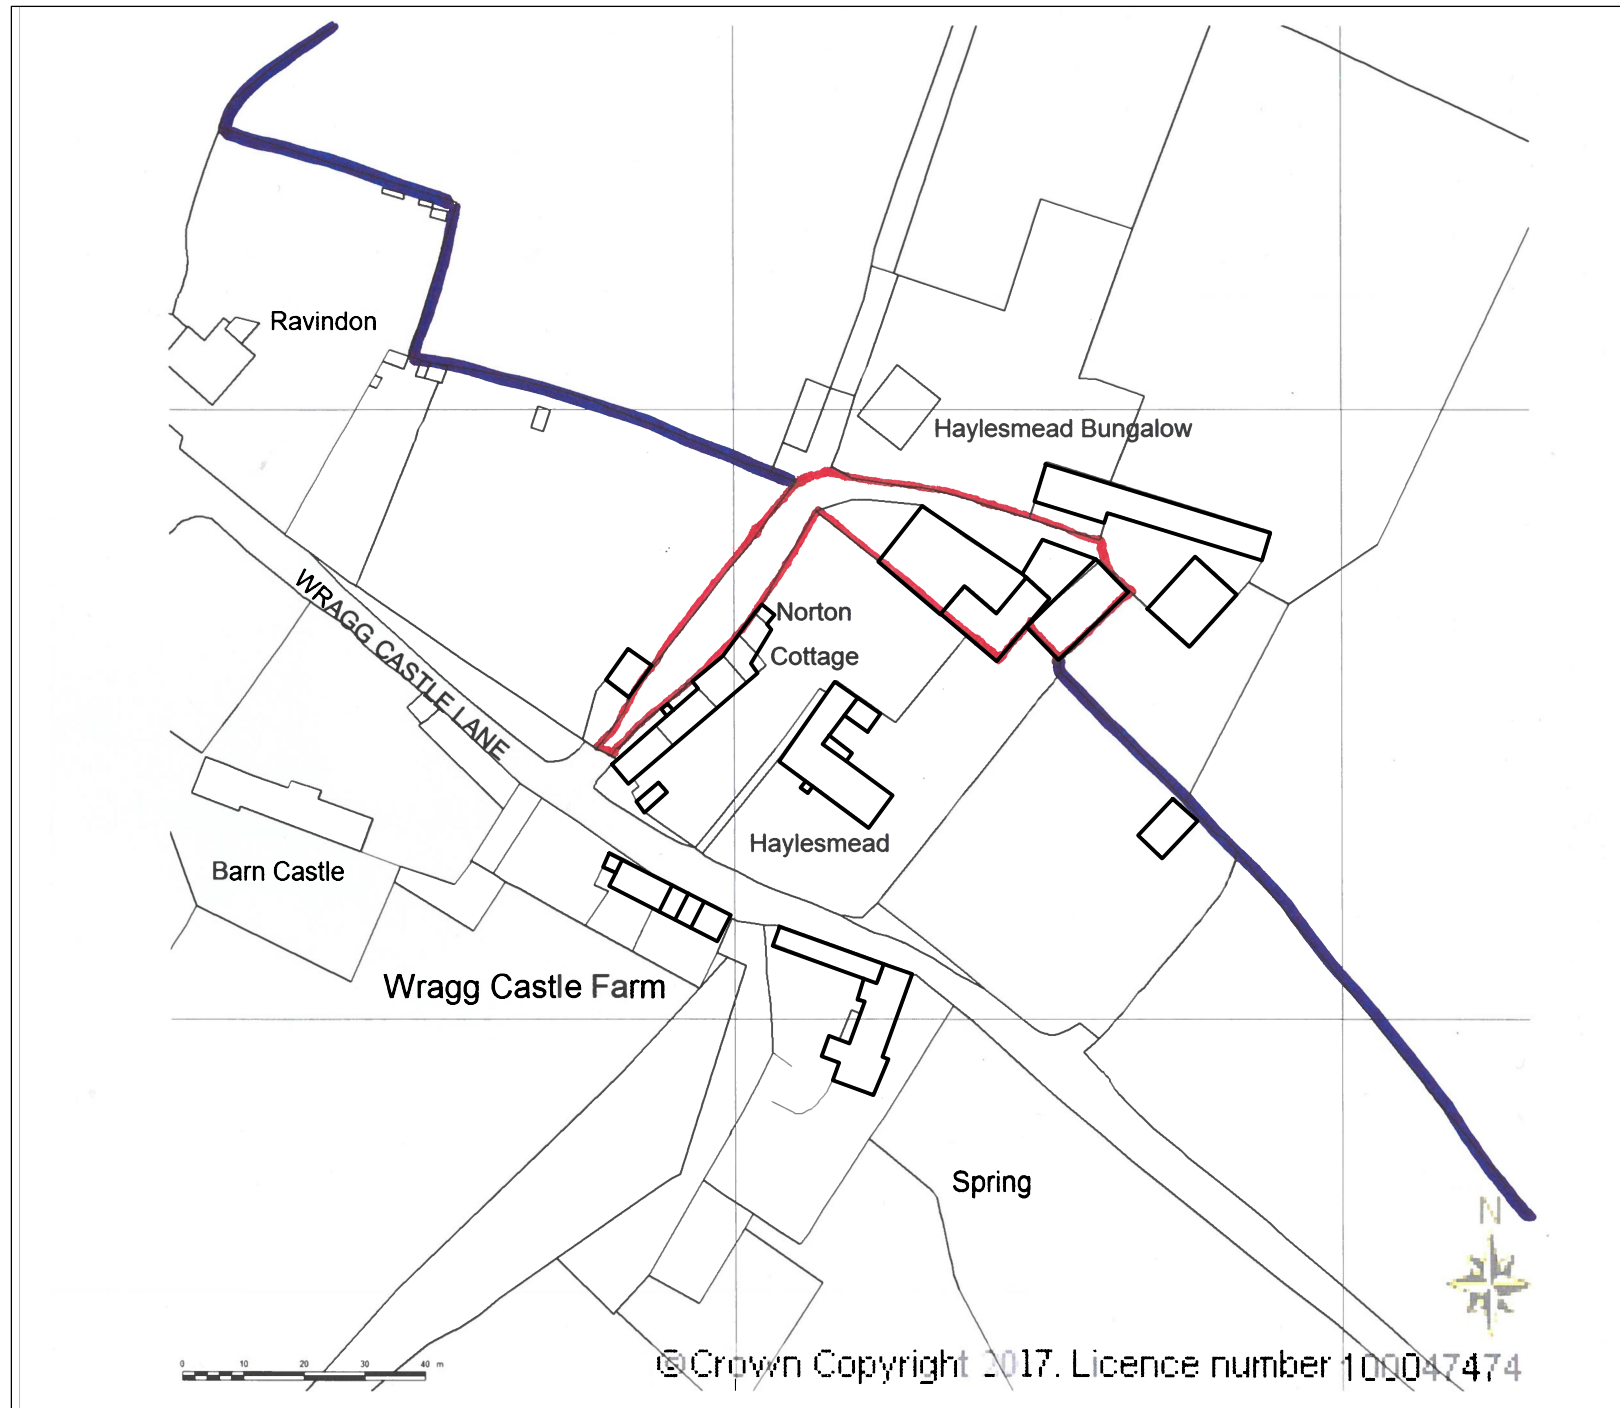 Ravindon
Haylesmead Bungalow
WRAGG CASTLE LANE
Norton
Cottage
Haylesmead
Barn Castle
Wragg Castle Farm
Spring
N
0 10 20 30 40 m
©Crown Copyright 2017. Licence number 100047474